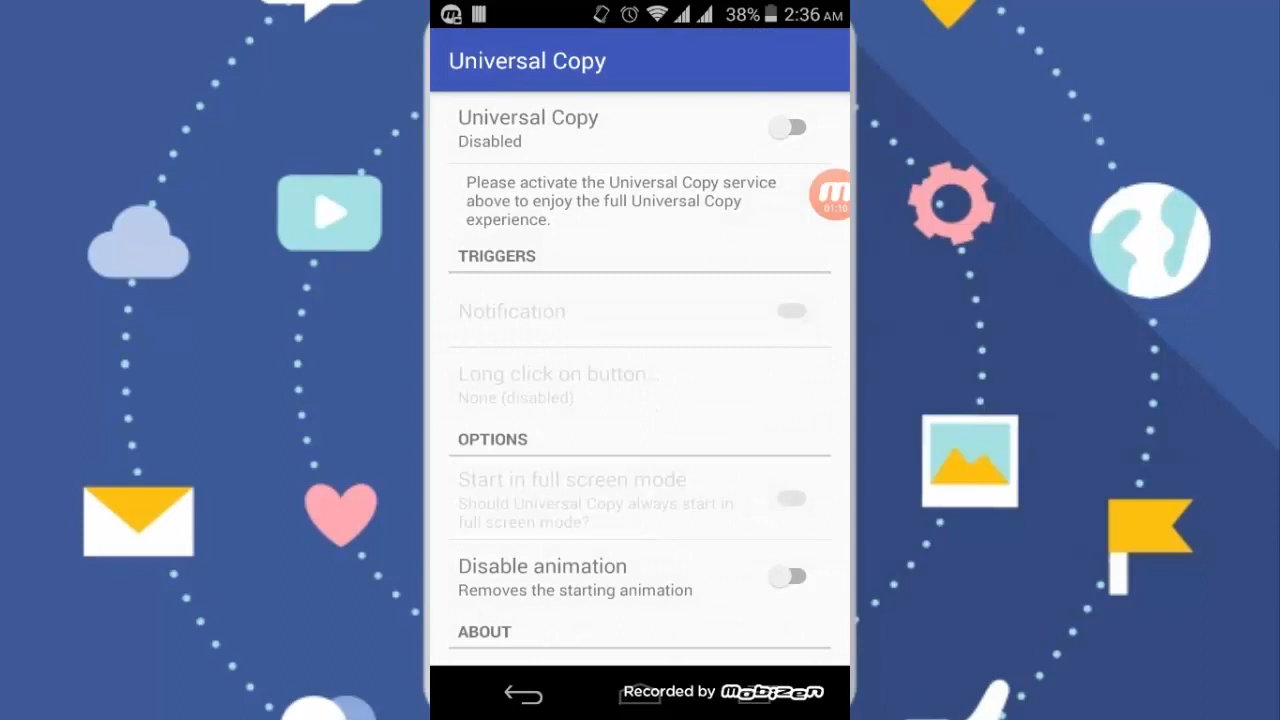 38% 2:36 AM
Universal Copy
Universal Copy
Disabled
Please activate the Universal Copy service
above to enjoy the full Universal Copy
experience.
01:10
TRIGGERS
Notification
Long click on button...
None (disabled)
OPTIONS
Start in full screen mode
Should Universal Copy always start in
full screen mode?
Disable animation
Removes the starting animation
ABOUT
Recorded by Mobizen